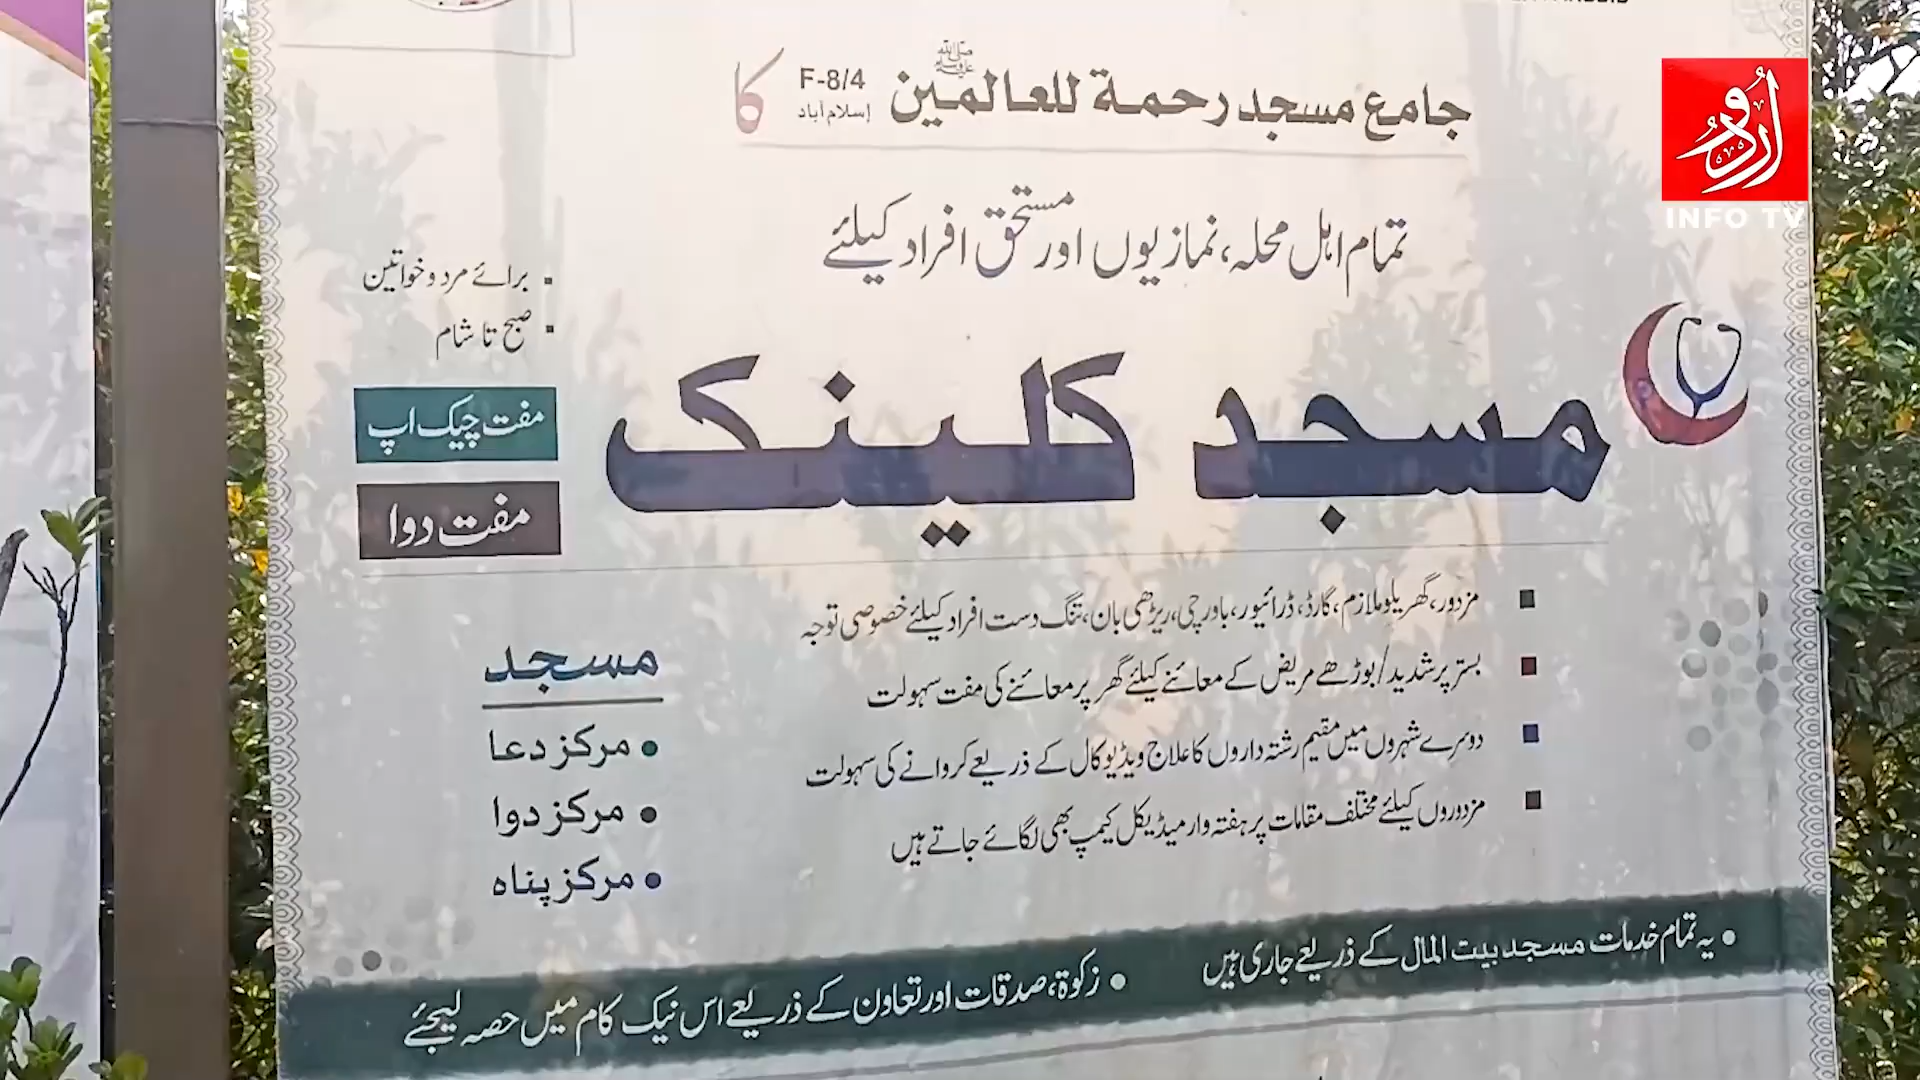 جامع مسجد رحمة للعالمین ﷺ F-8/4 اسلام آباد کا
تمام اہل محلہ، نمازیوں اور مستحق افراد کیلئے
برائے مرد و خواتین
صبح تا شام
مفت چیک اپ
مفت دوا
مسجد کلینک
مزدور، گھریلو ملازم، گارڈ، ڈرائیور، باورچی، ریڑھی بان، تنگ دست افراد کیلئے خصوصی توجہ
بستر پر شدید/بوڑھے مریض کے معائنے کیلئے گھر پر معائنے کی مفت سہولت
دوسرے شہروں میں مقیم رشتہ داروں کا علاج ویڈیو کال کے ذریعے کروانے کی سہولت
مزدوروں کیلئے مختلف مقامات پر ہفتہ وار میڈیکل کیمپ بھی لگائے جاتے ہیں
مسجد
مرکز دعا
مرکز دوا
مرکز پناہ
یہ تمام خدمات مسجد بیت المال کے ذریعے جاری ہیں
زکوۃ، صدقات اور تعاون کے ذریعے اس نیک کام میں حصہ لیجئے
اردو
INFO TV